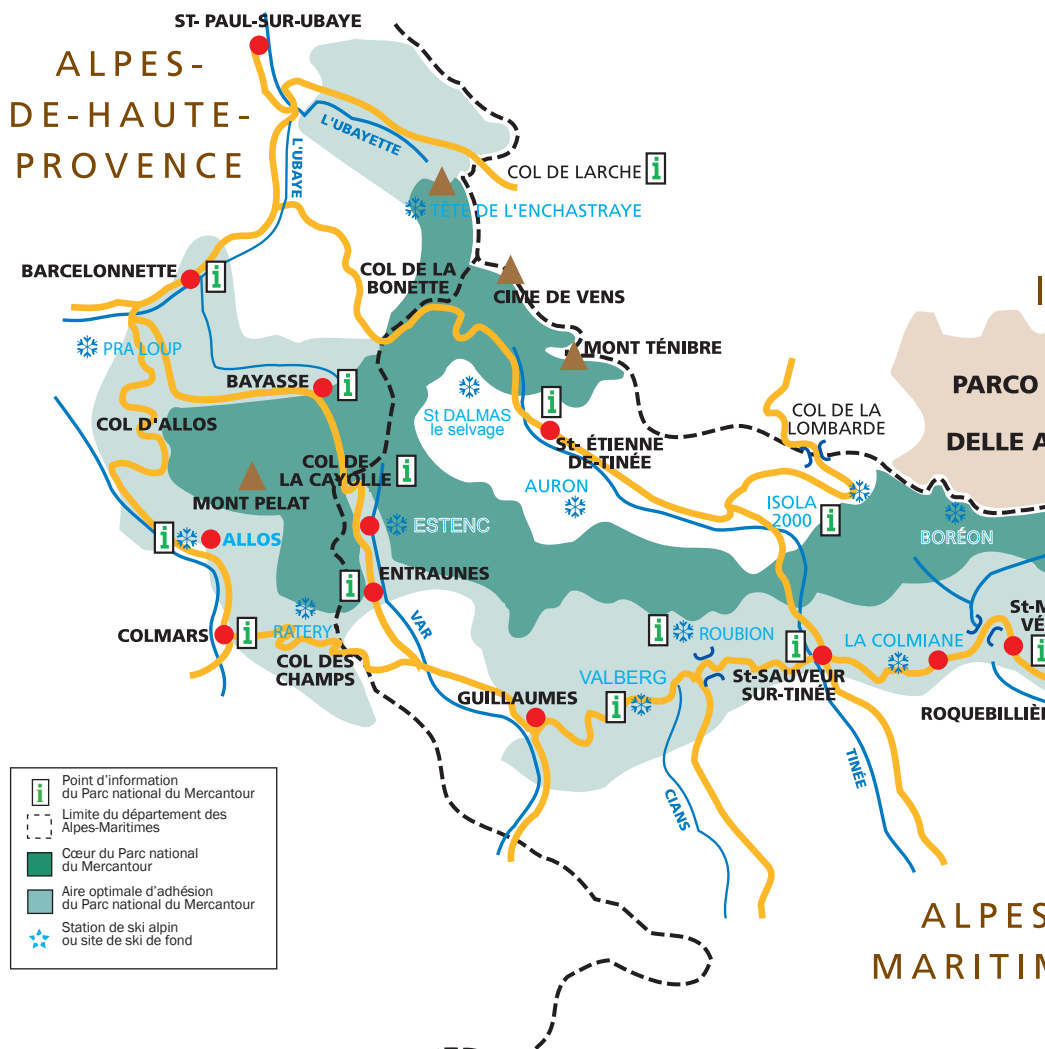 ST- PAUL-SUR-UBAYE
ALPES-
DE-HAUTE-
PROVENCE
L'UBAYETTE
L'UBAYE
COL DE LARCHE
i
TÊTE DE L'ENCHASTRAYE
BARCELONNETTE
i
COL DE LA
BONETTE
CIME DE VENS
PRA LOUP
MONT TÉNIBRE
BAYASSE
i
PARCO
St DALMAS
le selvage
i
COL DE LA
LOMBARDE
COL D'ALLOS
DELLE A
St- ÉTIENNE
DE-TINÉE
COL DE
LA CAYOLLE
i
MONT PELAT
AURON
ISOLA
2000
i
ESTENC
BORÉON
i
ALLOS
ENTRAUNES
i
COLMARS
i
RATERY
VAR
i
ROUBION
i
LA COLMIANE
St-M
VÉ
i
COL DES
CHAMPS
VALBERG
St-SAUVEUR
SUR-TINÉE
GUILLAUMES
i
ROQUEBILLIÈ
TINÉE
CIANS
i
Point d'information
du Parc national du Mercantour
Limite du département des
Alpes-Maritimes
Cœur du Parc national
du Mercantour
Aire optimale d'adhésion
du Parc national du Mercantour
Station de ski alpin
ou site de ski de fond
ALPES
MARITIM